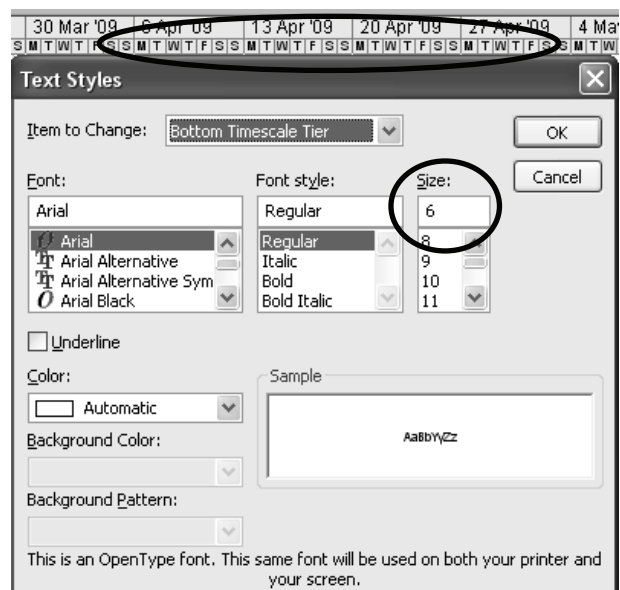 30 Mar '09 6 Apr '09 13 Apr '09 20 Apr '09 27 Apr '09 4 Ma
S M T W T F S S M T W T F S S M T W T F S S M T W T F S S M T W T F S S M T W
Text Styles
Item to Change: Bottom Timescale Tier OK
Font: Font style: Size: Cancel
Arial Regular 6
Arial Regular 8
Arial Alternative Italic 9
Arial Alternative Sym Bold 10
Arial Black Bold Italic 11
Underline
Color: Sample
Automatic AaBbYyZz
Background Color:
Background Pattern:
This is an OpenType font. This same font will be used on both your printer and
your screen.